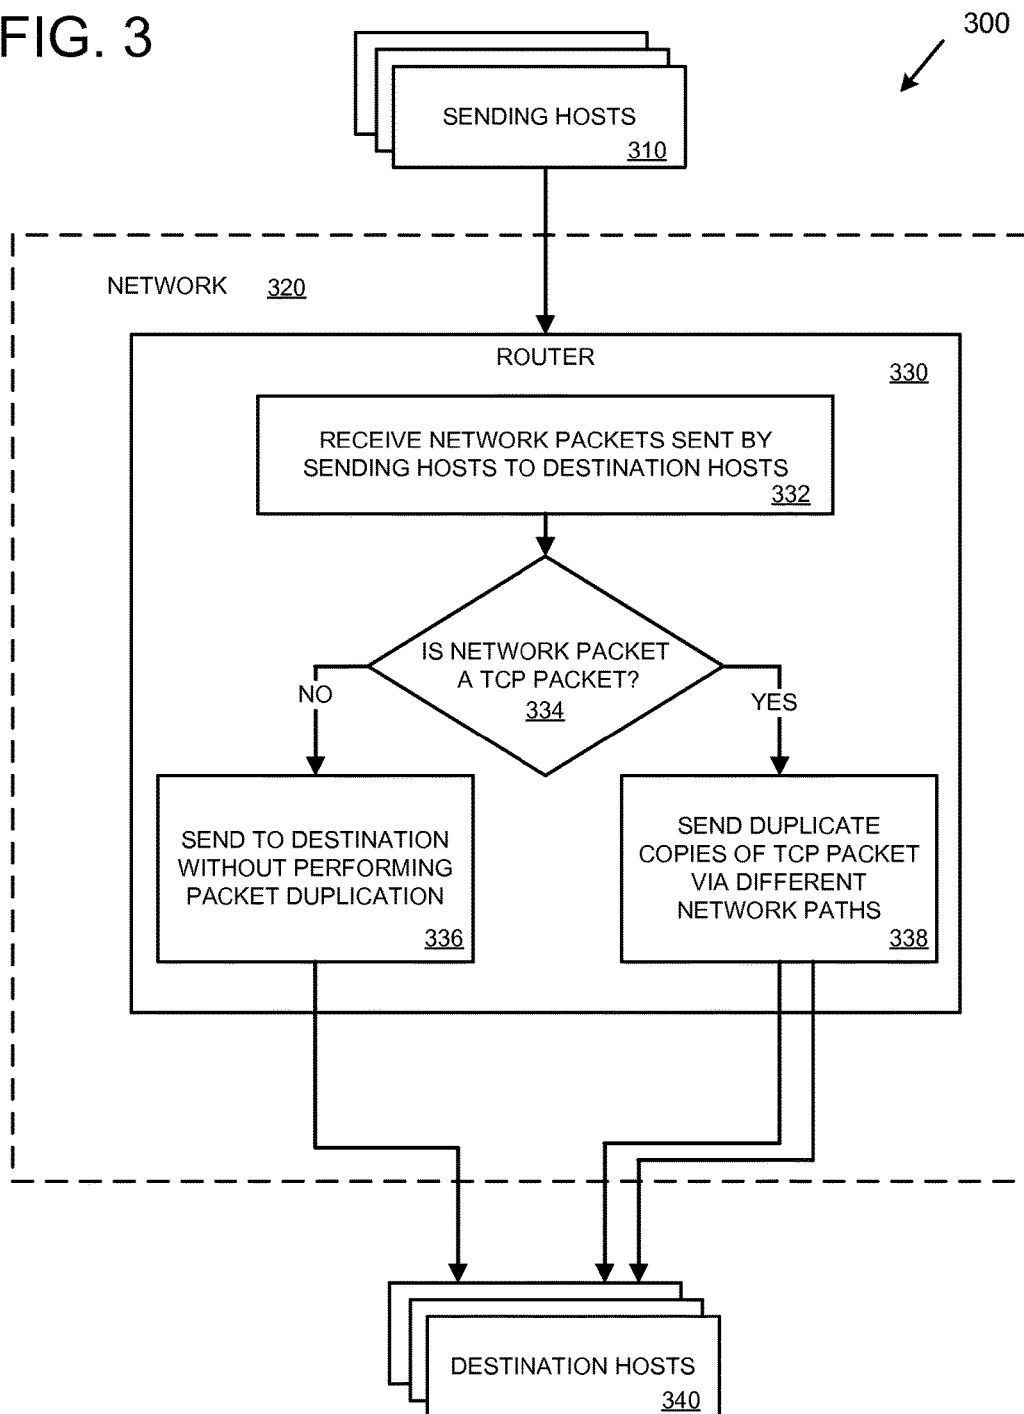 FIG. 3
300
SENDING HOSTS
310
NETWORK 320
ROUTER
330
RECEIVE NETWORK PACKETS SENT BY
SENDING HOSTS TO DESTINATION HOSTS
332
IS NETWORK PACKET
A TCP PACKET?
334
NO
YES
SEND TO DESTINATION
WITHOUT PERFORMING
PACKET DUPLICATION
336
SEND DUPLICATE
COPIES OF TCP PACKET
VIA DIFFERENT
NETWORK PATHS
338
DESTINATION HOSTS
340